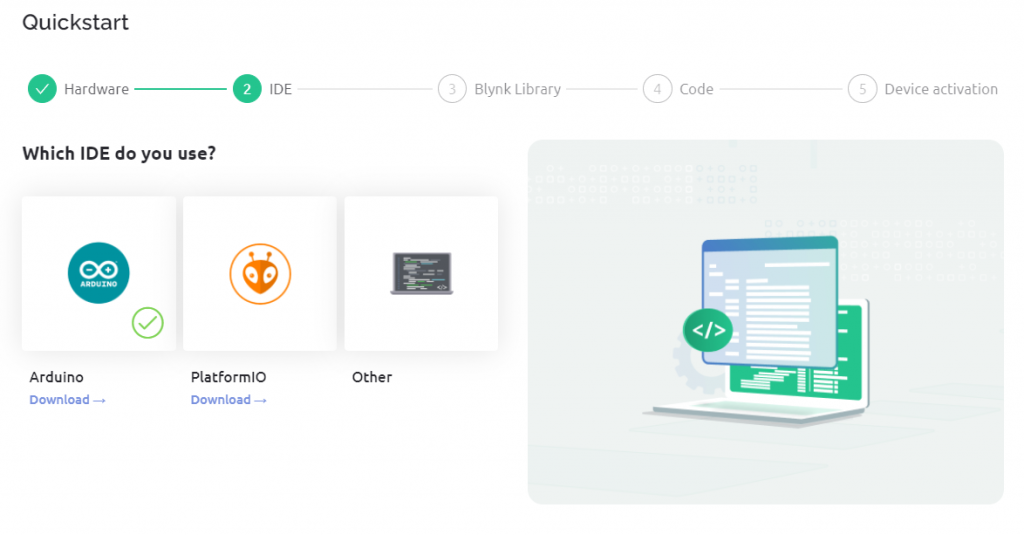 Quickstart
Hardware
2 IDE
3 Blynk Library
4 Code
5 Device activation
Which IDE do you use?
ARDUINO
</>
</>
Arduino
PlatformIO
Other
Download →
Download →